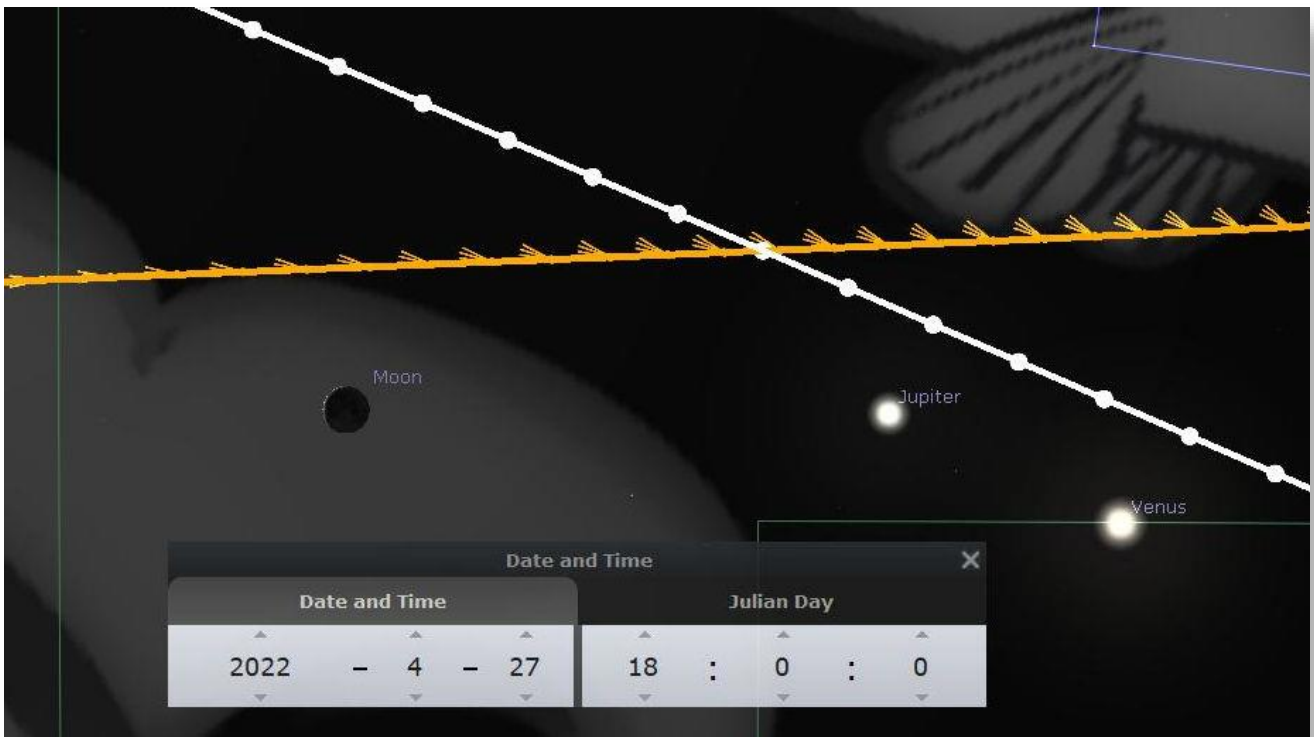 Moon
Jupiter
Venus
Date and Time
Date and Time Julian Day
2022 – 4 – 27 18 : 0 : 0